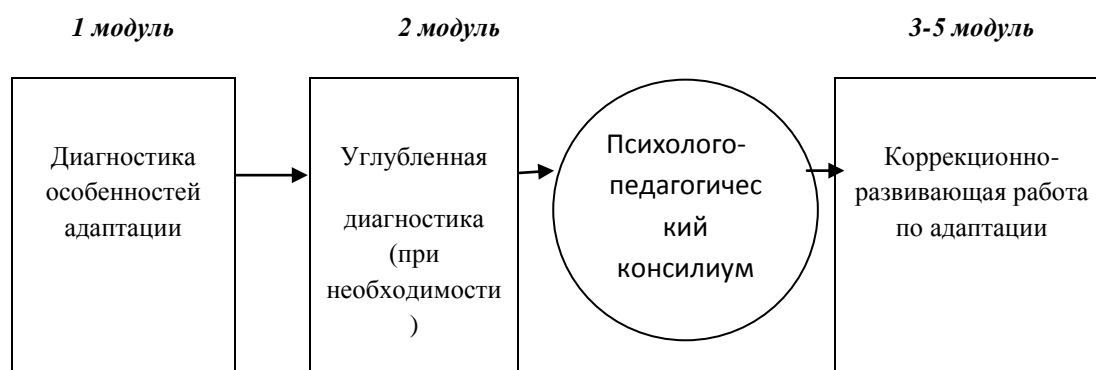 1 модуль
2 модуль
3-5 модуль
Диагностика
особенностей
адаптации
Углубленная
диагностика
(при
необходимости
)
Психолого-
педагогичес
кий
консилиум
Коррекционно-
развивающая работа
по адаптации